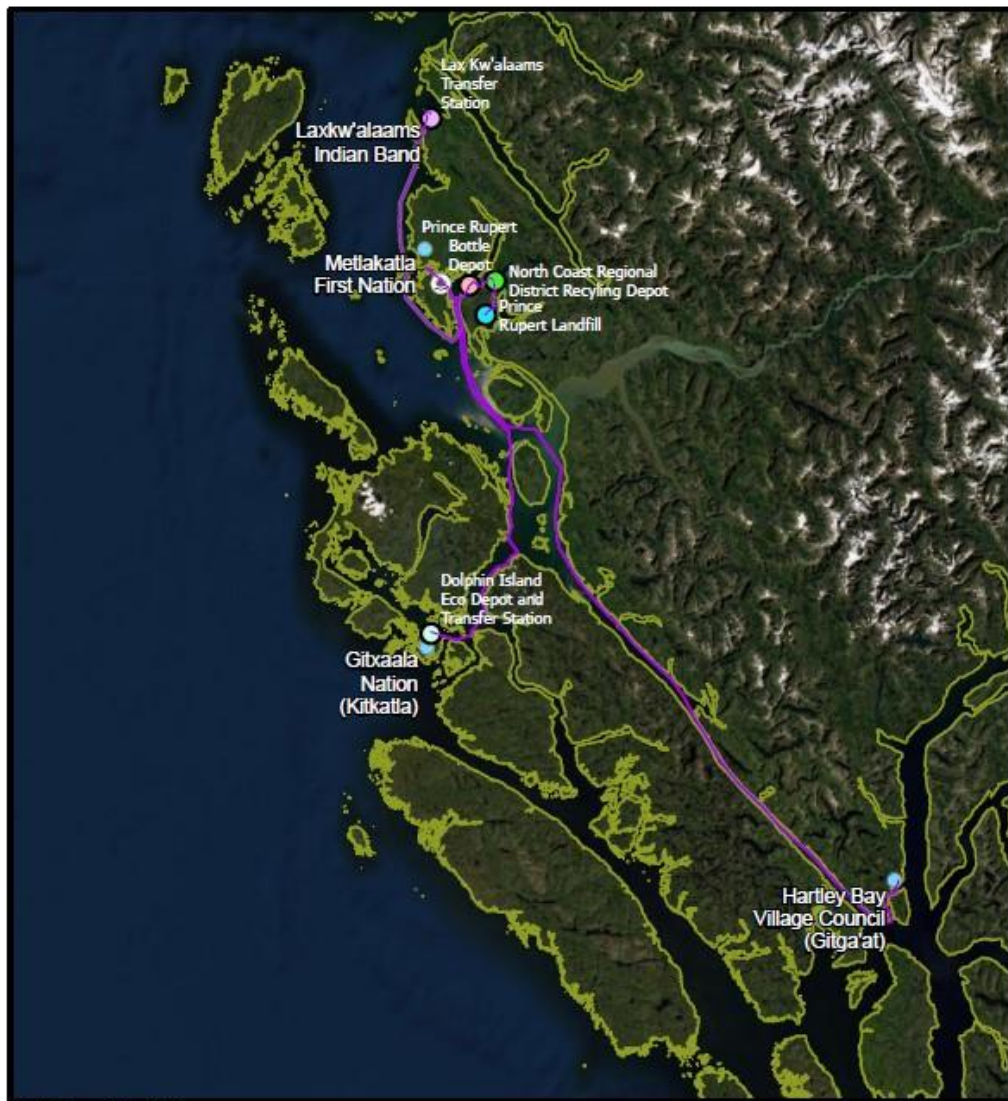 Lax Kw'alaams
Transfer
Station
Laxkw'alaams
Indian Band
Prince Rupert
Bottle
Depot
Metlakatla
First Nation
North Coast Regional
District Recyling Depot
Prince
Rupert Landfill
Dolphin Island
Eco Depot and
Transfer Station
Gitxaala
Nation
(Kitkatla)
Hartley Bay
Village Council
(Gitga'at)